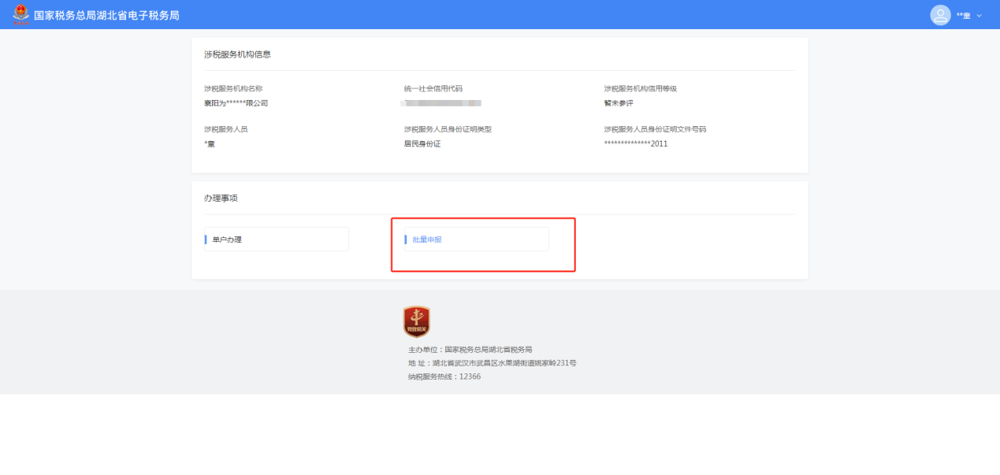 国家税务总局湖北省电子税务局
**童
涉税服务机构信息
涉税服务机构名称
统一社会信用代码
涉税服务机构信用等级
襄阳为******限公司
暂未参评
涉税服务人员
涉税服务人员身份证明类型
涉税服务人员身份证明文件号码
*童
居民身份证
**************2011
办理事项
单户办理
批量申报
党政机关
主办单位：国家税务总局湖北省税务局
地 址：湖北省武汉市武昌区水果湖街道姚家岭231号
纳税服务热线：12366